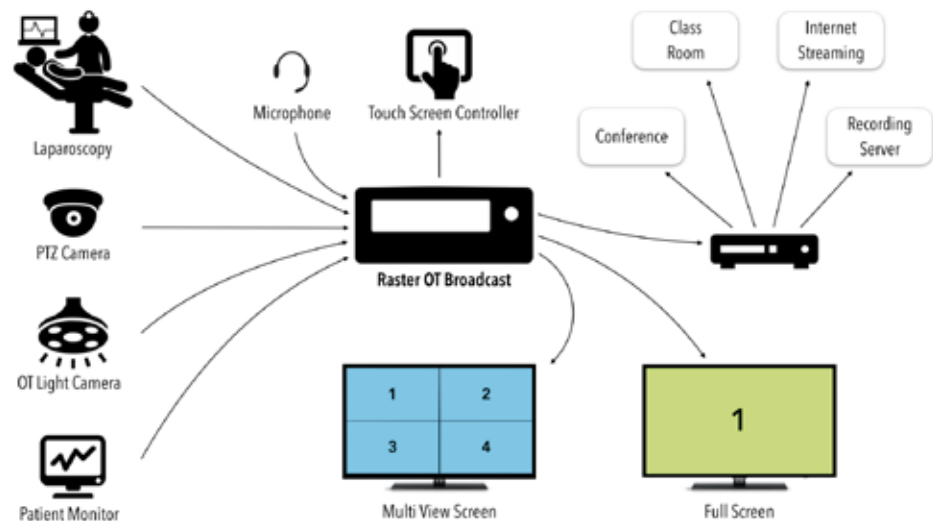 Class
Room
Internet
Streaming
Microphone
Touch Screen Controller
Conference
Recording
Server
Laparoscopy
PTZ Camera
Raster OT Broadcast
OT Light Camera
1
2
3
4
1
Patient Monitor
Multi View Screen
Full Screen